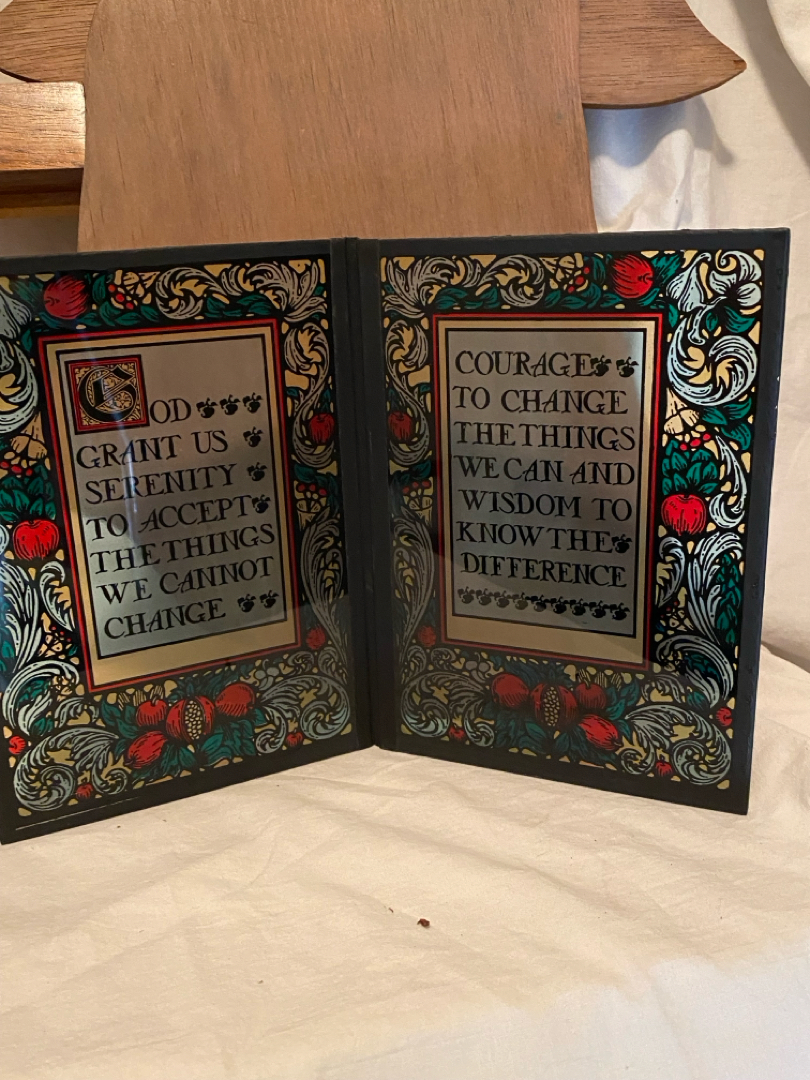 GOD
GRANT US
SERENITY
TO ACCEPT
THE THINGS
WE CANNOT
CHANGE
COURAGE
TO CHANGE
THE THINGS
WE CAN AND
WISDOM TO
KNOW THE
DIFFERENCE